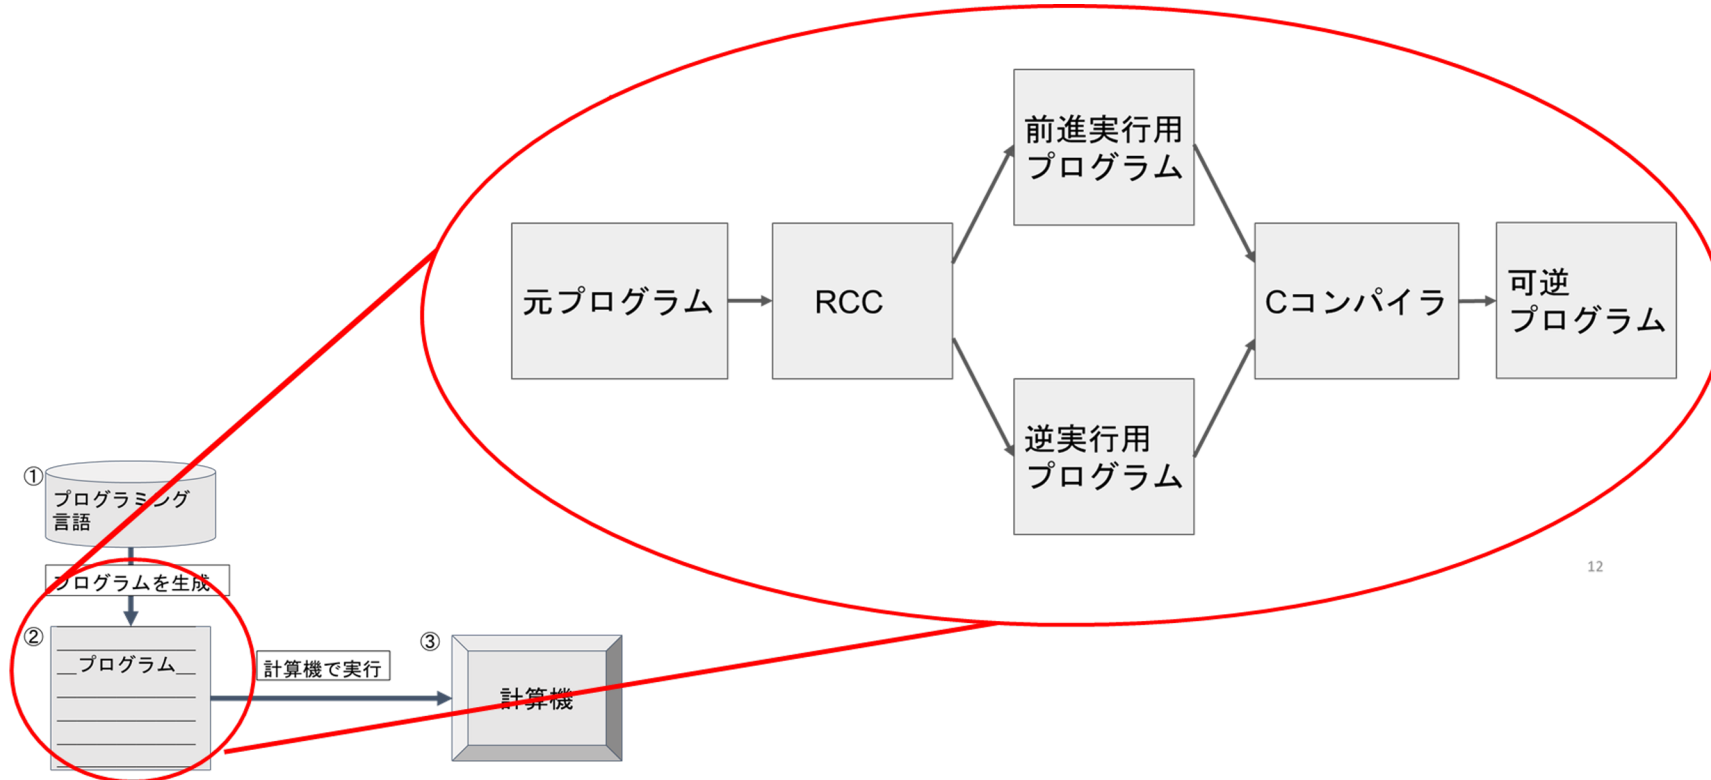 前進実行用
プログラム
元プログラム
RCC
Cコンパイラ
可逆
プログラム
逆実行用
プログラム
①
プログラミング
言語
プログラムを生成
②
プログラム
計算機で実行
③
計算機
12